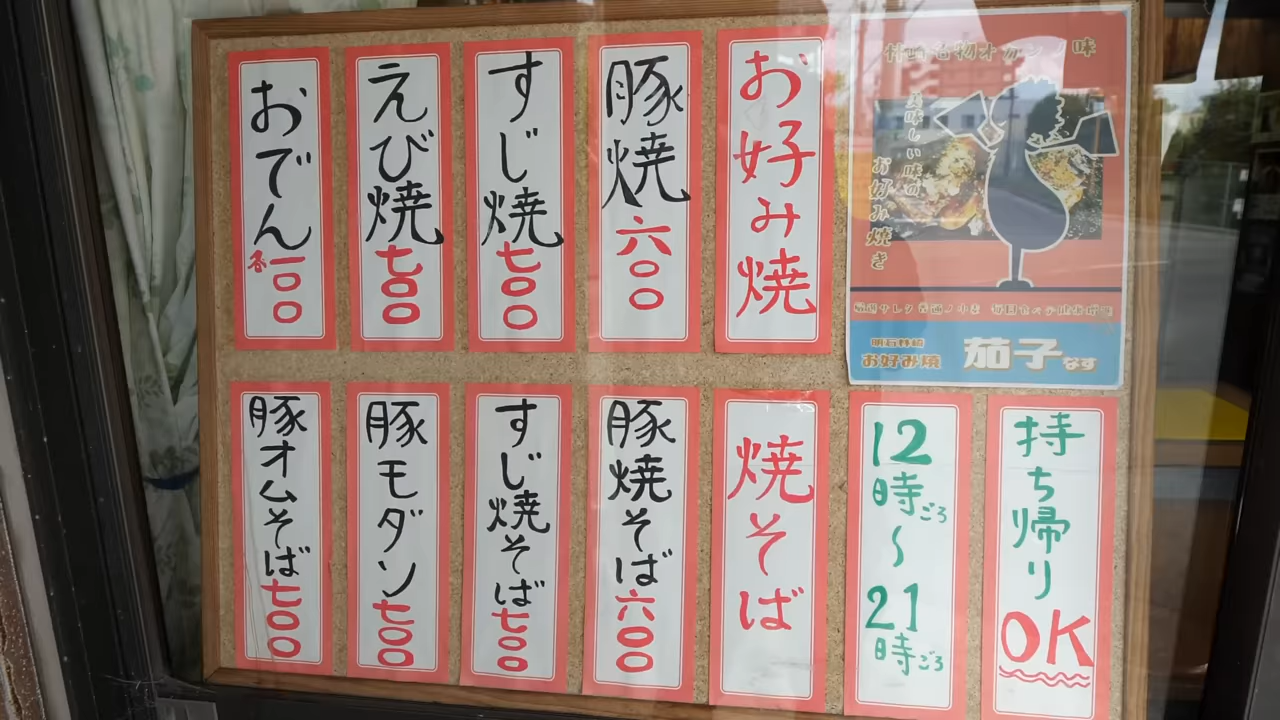 お好み焼
豚焼 六〇〇
すじ焼 七〇〇
えび焼 七〇〇
おでん 各一〇〇
美味しい味の
お好み焼き
明石林崎
お好み焼 茄子 なす
持ち帰りOK
12時ごろ〜21時ごろ
焼そば
豚焼そば 六〇〇
すじ焼そば 七〇〇
豚モダン 七〇〇
豚オムそば 七〇〇